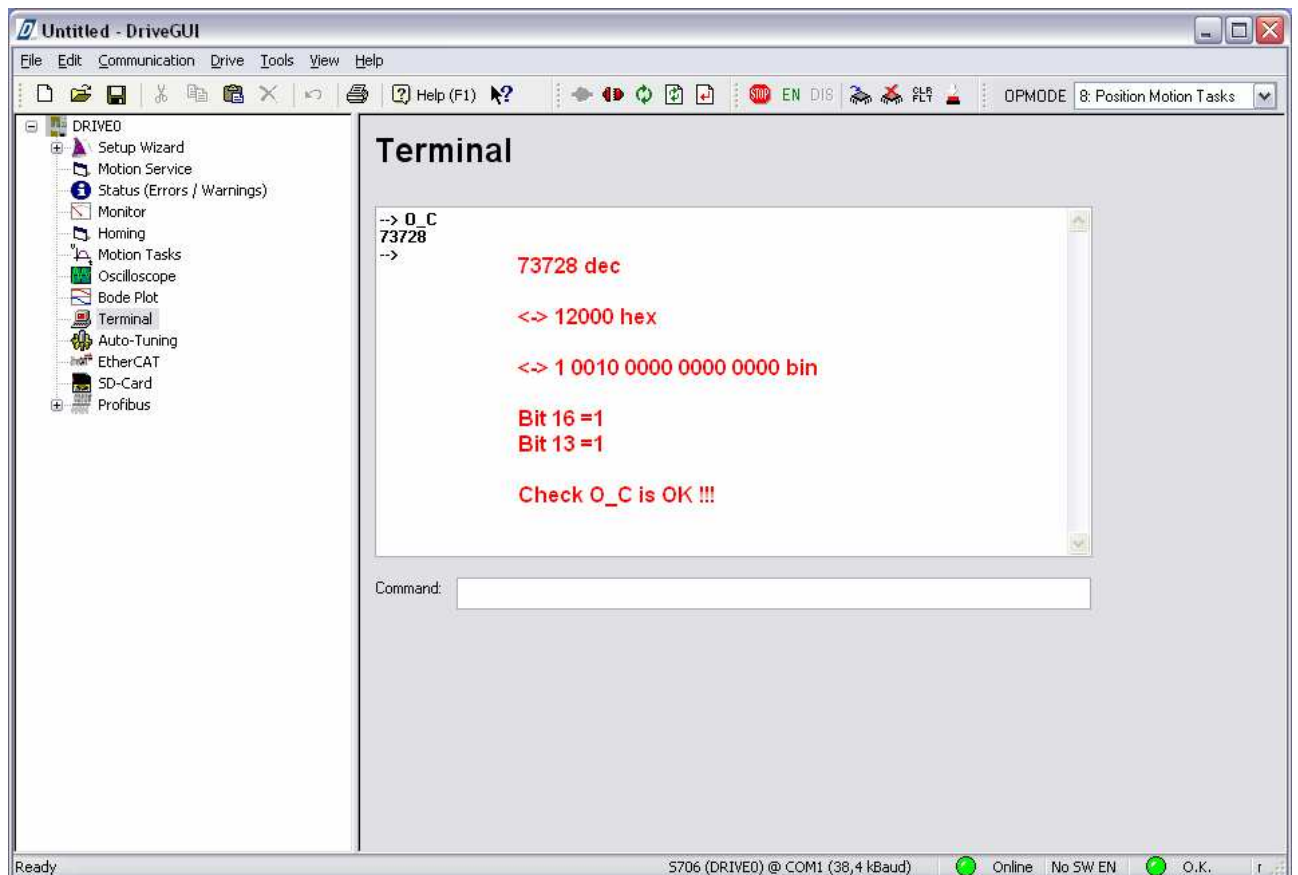 Untitled - DriveGUI
File Edit Communication Drive Tools View Help
Help (F1) STOP EN DIS CLR FLT OPMODE 8: Position Motion Tasks
DRIVE0
Setup Wizard
Motion Service
Status (Errors / Warnings)
Monitor
Homing
Motion Tasks
Oscilloscope
Bode Plot
Terminal
Auto-Tuning
EtherCAT
SD-Card
Profibus
Terminal
--> O_C
73728
-->
73728 dec
<-> 12000 hex
<-> 1 0010 0000 0000 0000 bin
Bit 16 =1
Bit 13 =1
Check O_C is OK !!!
Command:
Ready S706 (DRIVE0) @ COM1 (38,4 kBaud) Online No SW EN O.K. r